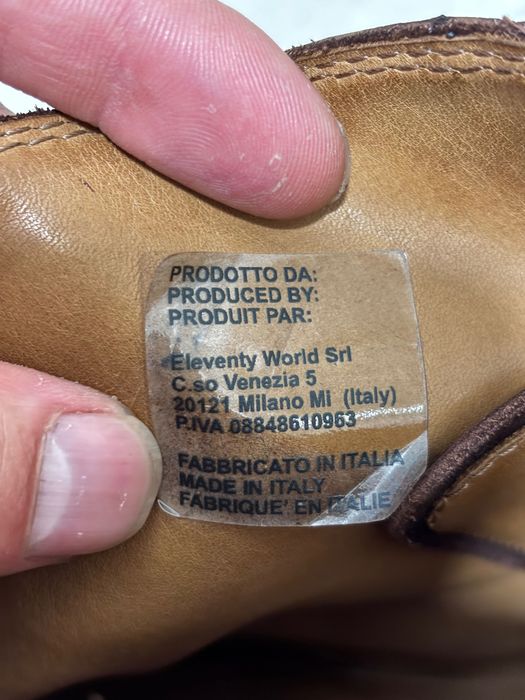 PRODOTTO DA:
PRODUCED BY:
PRODUIT PAR:
Eleventy World Srl
C.so Venezia 5
20121 Milano MI (Italy)
P.IVA 08848610963
FABBRICATO IN ITALIA
MADE IN ITALY
FABRIQUE' EN ITALIE